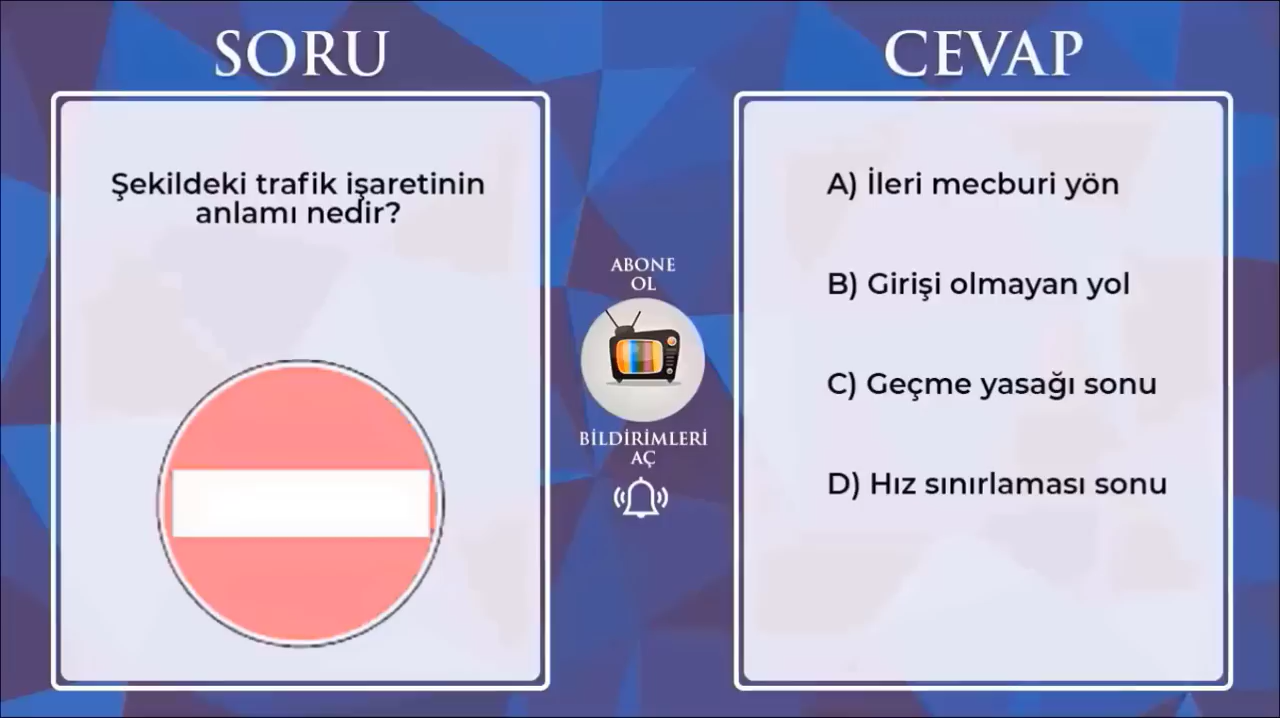 SORU
Şekildeki trafik işaretinin
anlamı nedir?
ABONE
OL
BİLDİRİMLERİ
AÇ
CEVAP
A) İleri mecburi yön
B) Girişi olmayan yol
C) Geçme yasağı sonu
D) Hız sınırlaması sonu